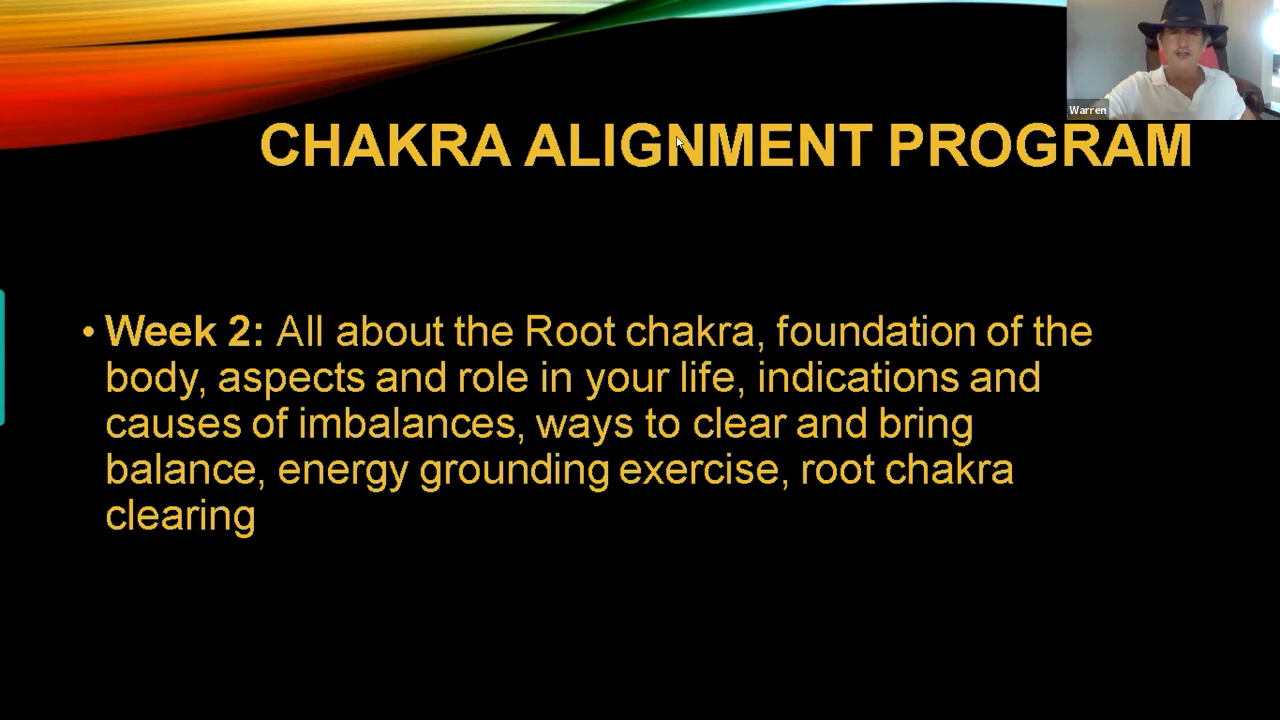 Warren
CHAKRA ALIGNMENT PROGRAM
• Week 2: All about the Root chakra, foundation of the
body, aspects and role in your life, indications and
causes of imbalances, ways to clear and bring
balance, energy grounding exercise, root chakra
clearing